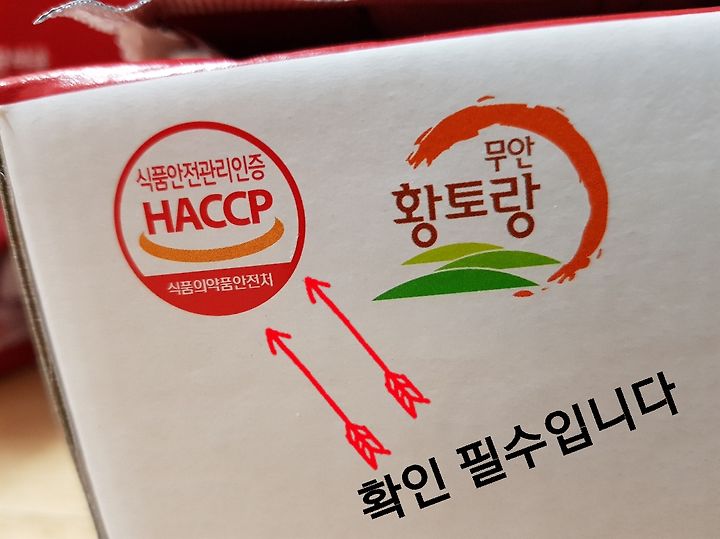 식품안전관리인증
HACCP
식품의약품안전처
무안
황토랑
확인 필수입니다